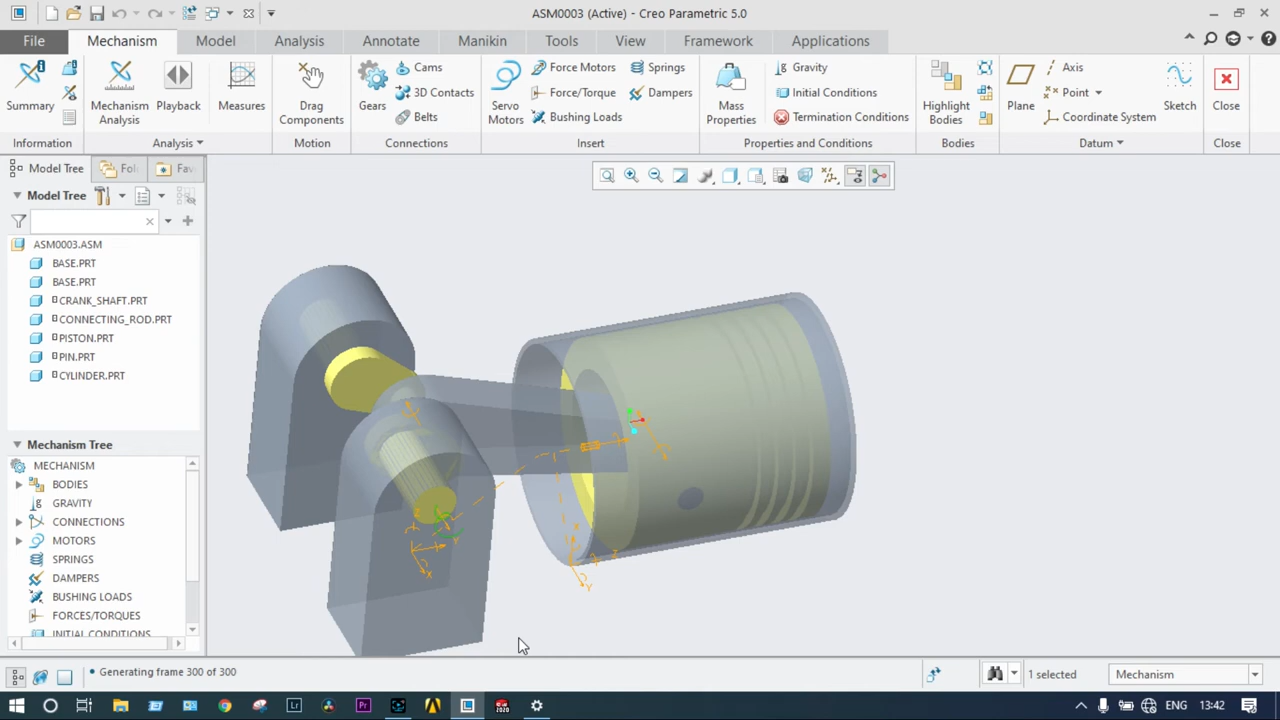 ASM0003 (Active) - Creo Parametric 5.0
File Mechanism Model Analysis Annotate Manikin Tools View Framework Applications
Summary
Mechanism Analysis
Playback
Measures
Drag Components
Gears
Cams
3D Contacts
Belts
Servo Motors
Force Motors
Force/Torque
Bushing Loads
Springs
Dampers
Mass Properties
Gravity
Initial Conditions
Termination Conditions
Highlight Bodies
Plane
Axis
Point
Coordinate System
Sketch
Close
Information Analysis Motion Connections Insert Properties and Conditions Bodies Datum Close
Model Tree Fol Fav
Model Tree
ASM0003.ASM
BASE.PRT
BASE.PRT
CRANK_SHAFT.PRT
CONNECTING_ROD.PRT
PISTON.PRT
PIN.PRT
CYLINDER.PRT
Mechanism Tree
MECHANISM
BODIES
GRAVITY
CONNECTIONS
MOTORS
SPRINGS
DAMPERS
BUSHING LOADS
FORCES/TORQUES
INITIAL CONDITIONS
Generating frame 300 of 300
1 selected
Mechanism
ENG 13:42